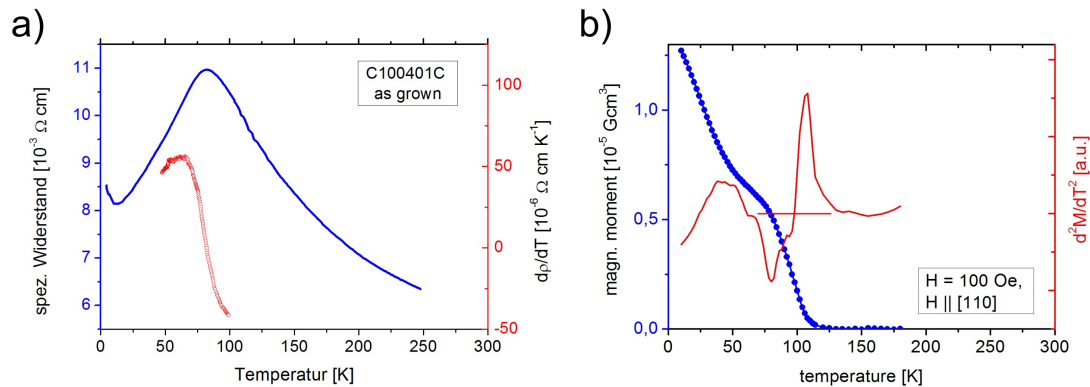 a)
spez. Widerstand [10⁻³ Ω cm]
11
10
9
8
7
6
C100401C
as grown
100
50
0
-50
dρ/dT [10⁻⁶ Ω cm K⁻¹]
0 50 100 150 200 250 300
Temperatur [K]
b)
magn. moment [10⁻⁵ Gcm³]
1,0
0,5
0,0
H = 100 Oe,
H || [110]
d²M/dT² [a.u.]
0 50 100 150 200 250 300
temperature [K]